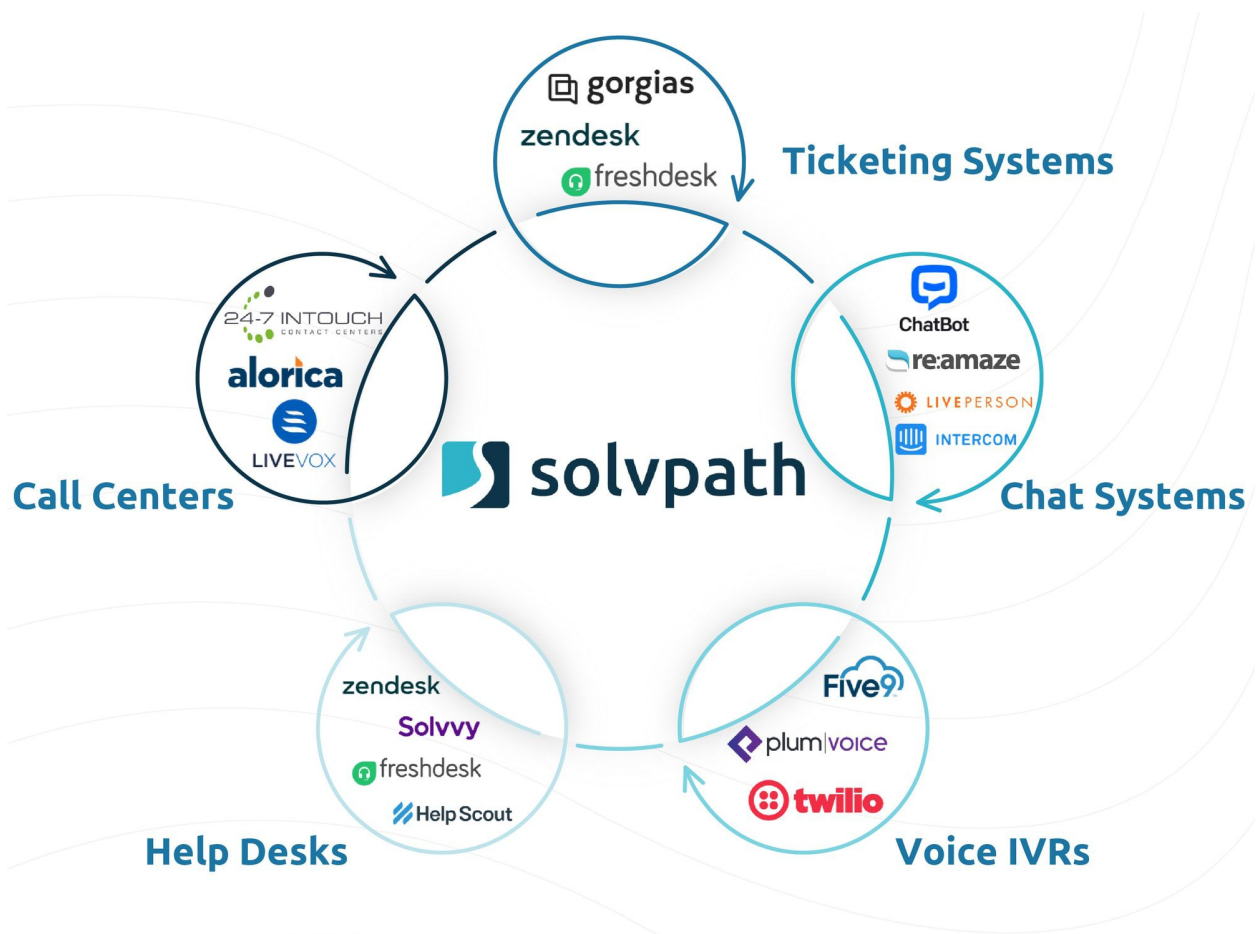 gorgias
zendesk
freshdesk
Ticketing Systems
ChatBot
re:amaze
LIVEPERSON
INTERCOM
Chat Systems
24-7 INTOUCH
CONTACT CENTERS
alorica
LIVEVOX
Call Centers
solvpath
zendesk
Solvvy
freshdesk
Help Scout
Help Desks
Five9
plum|voice
twilio
Voice IVRs